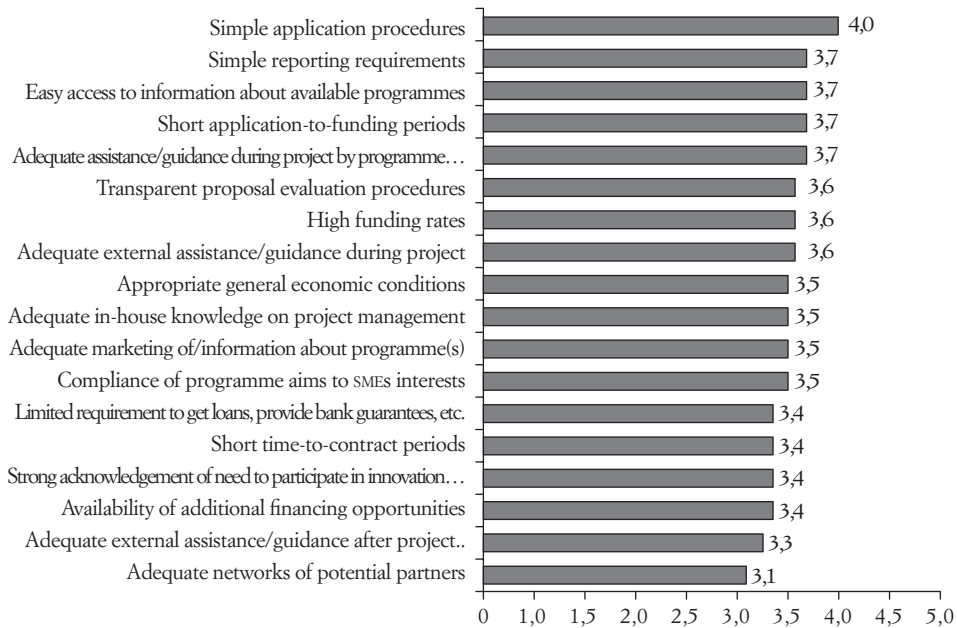 Simple application procedures 4,0
Simple reporting requirements 3,7
Easy access to information about available programmes 3,7
Short application-to-funding periods 3,7
Adequate assistance/guidance during project by programme… 3,7
Transparent proposal evaluation procedures 3,6
High funding rates 3,6
Adequate external assistance/guidance during project 3,6
Appropriate general economic conditions 3,5
Adequate in-house knowledge on project management 3,5
Adequate marketing of/information about programme(s) 3,5
Compliance of programme aims to SMEs interests 3,5
Limited requirement to get loans, provide bank guarantees, etc. 3,4
Short time-to-contract periods 3,4
Strong acknowledgement of need to participate in innovation… 3,4
Availability of additional financing opportunities 3,4
Adequate external assistance/guidance after project.. 3,3
Adequate networks of potential partners 3,1
0 1,0 1,5 2,0 2,5 3,0 3,5 4,0 4,5 5,0